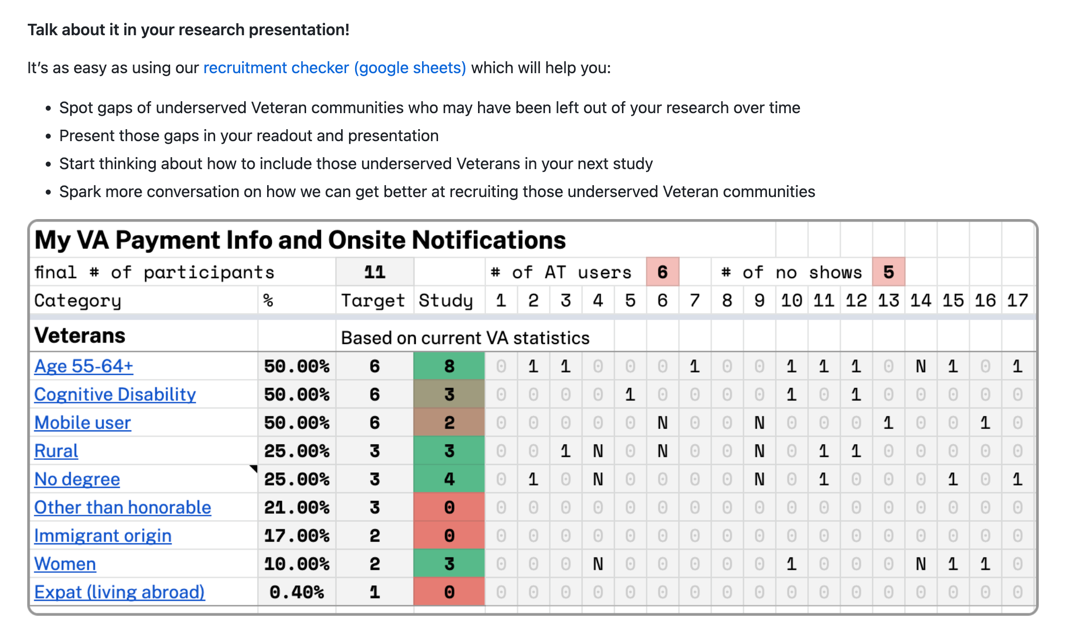 Talk about it in your research presentation!
It's as easy as using our recruitment checker (google sheets) which will help you:
• Spot gaps of underserved Veteran communities who may have been left out of your research over time
• Present those gaps in your readout and presentation
• Start thinking about how to include those underserved Veterans in your next study
• Spark more conversation on how we can get better at recruiting those underserved Veteran communities
My VA Payment Info and Onsite Notifications
final # of participants 11 # of AT users 6 # of no shows 5
Category % Target Study 1 2 3 4 5 6 7 8 9 10 11 12 13 14 15 16 17
Veterans Based on current VA statistics
Age 55-64+ 50.00% 6 8 0 1 1 0 0 0 1 0 0 1 1 1 0 N 1 0 1
Cognitive Disability 50.00% 6 3 0 0 0 0 1 0 0 0 0 1 0 1 0 0 0 0 0
Mobile user 50.00% 6 2 0 0 0 0 0 N 0 0 N 0 0 0 1 0 0 1 0
Rural 25.00% 3 3 0 0 1 N 0 N 0 0 N 0 1 1 0 0 0 0 0
No degree 25.00% 3 4 0 1 0 N 0 0 0 0 N 0 1 0 0 0 1 0 1
Other than honorable 21.00% 3 0 0 0 0 0 0 0 0 0 0 0 0 0 0 0 0 0 0
Immigrant origin 17.00% 2 0 0 0 0 0 0 0 0 0 0 0 0 0 0 0 0 0 0
Women 10.00% 2 3 0 0 0 N 0 0 0 0 0 1 0 0 0 N 1 1 0
Expat (living abroad) 0.40% 1 0 0 0 0 0 0 0 0 0 0 0 0 0 0 0 0 0 0